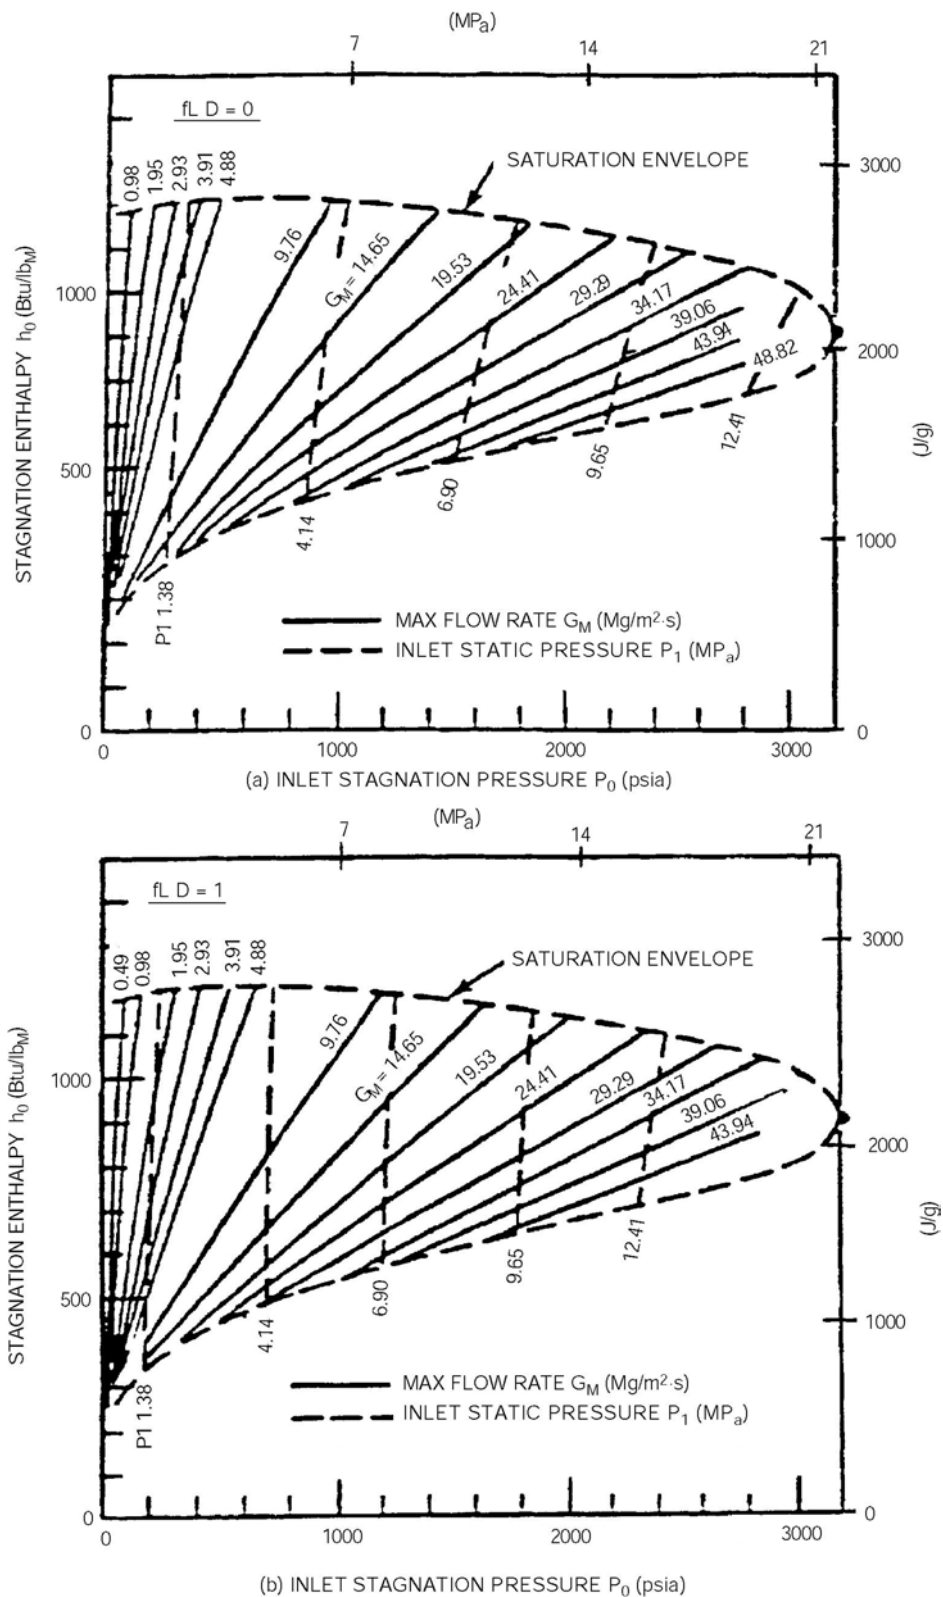 (MPa)
7 14 21
fL D = 0
SATURATION ENVELOPE
3000
0.98 1.95 2.93 3.91 4.88
9.76
GM = 14.65
19.53
24.41
29.29
34.17
39.06
43.94
48.82
1000
2000
STAGNATION ENTHALPY h0 (Btu/lbM)
(J/g)
500
12.41
9.65
6.90
4.14
P1 1.38
1000
MAX FLOW RATE GM (Mg/m2·s)
INLET STATIC PRESSURE P1 (MPa)
0
0
0 1000 2000 3000
(a) INLET STAGNATION PRESSURE P0 (psia)
(MPa)
7 14 21
fL D = 1
SATURATION ENVELOPE
3000
0.49 0.98 1.95 2.93 3.91 4.88
9.76
GM = 14.65
19.53
24.41
29.29
34.17
39.06
43.94
1000
2000
STAGNATION ENTHALPY h0 (Btu/lbM)
(J/g)
500
12.41
9.65
6.90
4.14
P1 1.38
1000
MAX FLOW RATE GM (Mg/m2·s)
INLET STATIC PRESSURE P1 (MPa)
0
0
0 1000 2000 3000
(b) INLET STAGNATION PRESSURE P0 (psia)